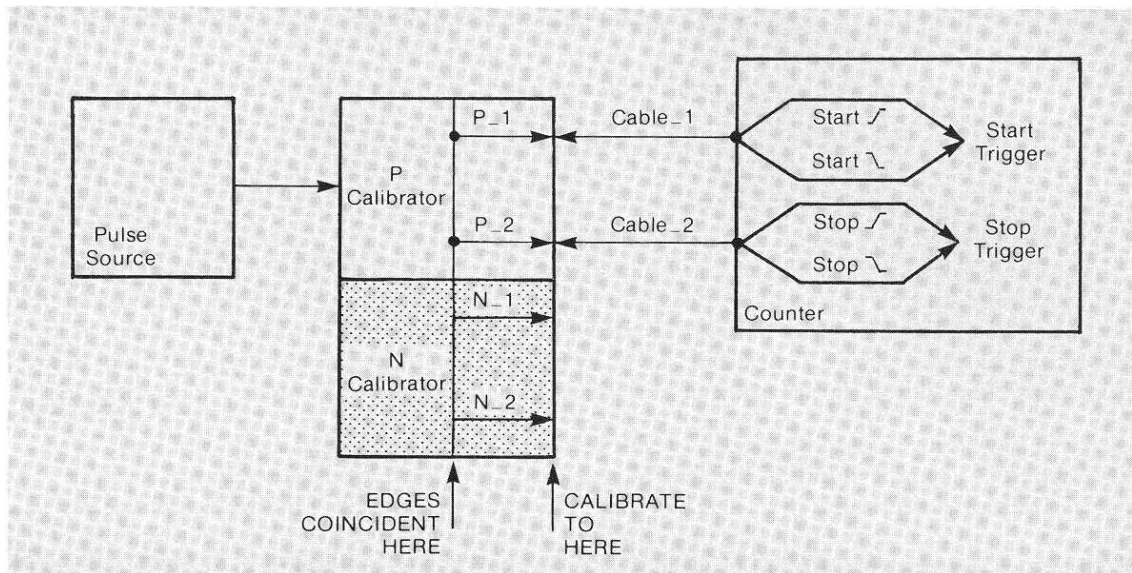 Pulse
Source
P
Calibrator
P_1
P_2
N
Calibrator
N_1
N_2
EDGES
COINCIDENT
HERE
CALIBRATE
TO
HERE
Cable_1
Cable_2
Start
Start
Start
Trigger
Stop
Stop
Stop
Trigger
Counter